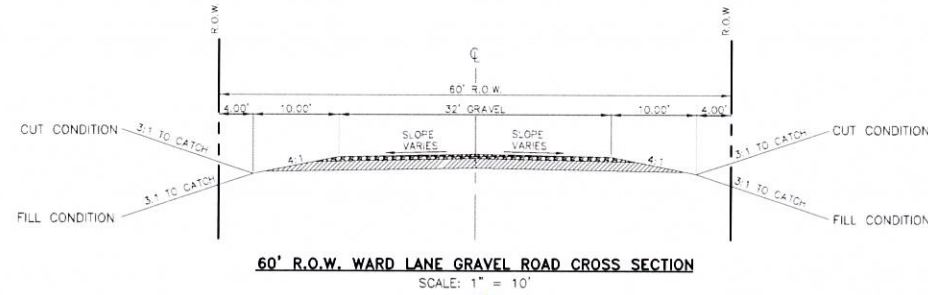 R.O.W.
R.O.W.
℄
60' R.O.W.
4.00' 10.00' 32' GRAVEL 10.00' 4.00'
CUT CONDITION 3:1 TO CATCH SLOPE VARIES SLOPE VARIES 3:1 TO CATCH CUT CONDITION
4:1 4:1
FILL CONDITION 3:1 TO CATCH 3:1 TO CATCH FILL CONDITION
60' R.O.W. WARD LANE GRAVEL ROAD CROSS SECTION
SCALE: 1" = 10'